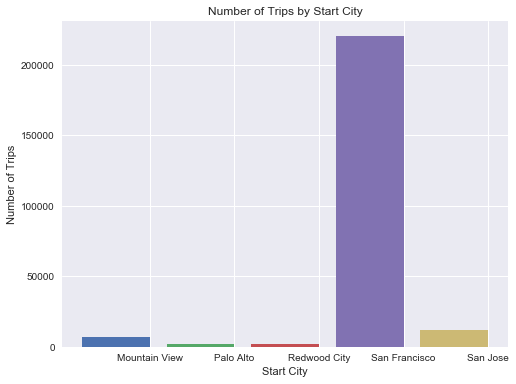 Number of Trips by Start City
Number of Trips
200000
150000
100000
50000
0
Mountain View Palo Alto Redwood City San Francisco San Jose
Start City